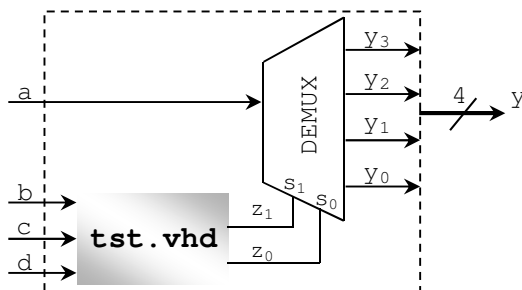 y₃
4
y
y₂
a
DEMUX
y₁
y₀
s₁
s₀
b
z₁
c
tst.vhd
z₀
d